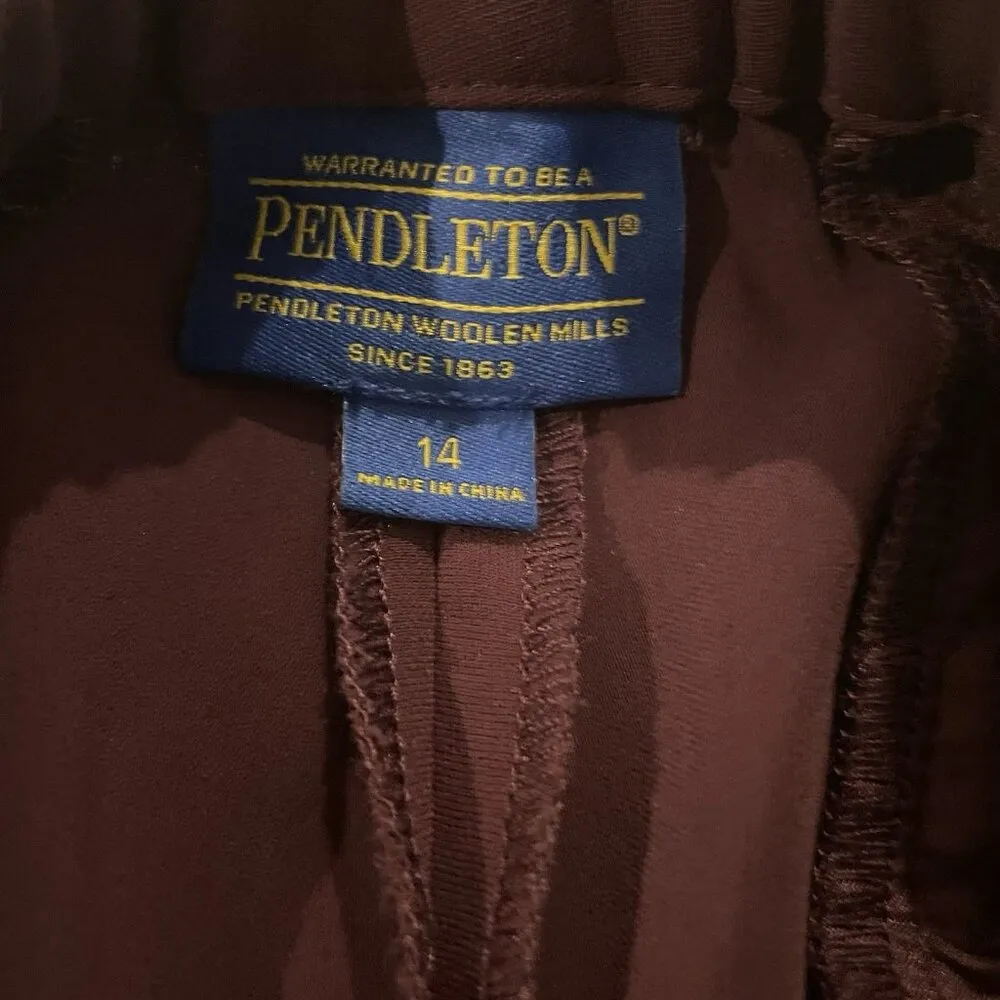 WARRANTED TO BE A
PENDLETON®
PENDLETON WOOLEN MILLS
SINCE 1863
14
MADE IN CHINA